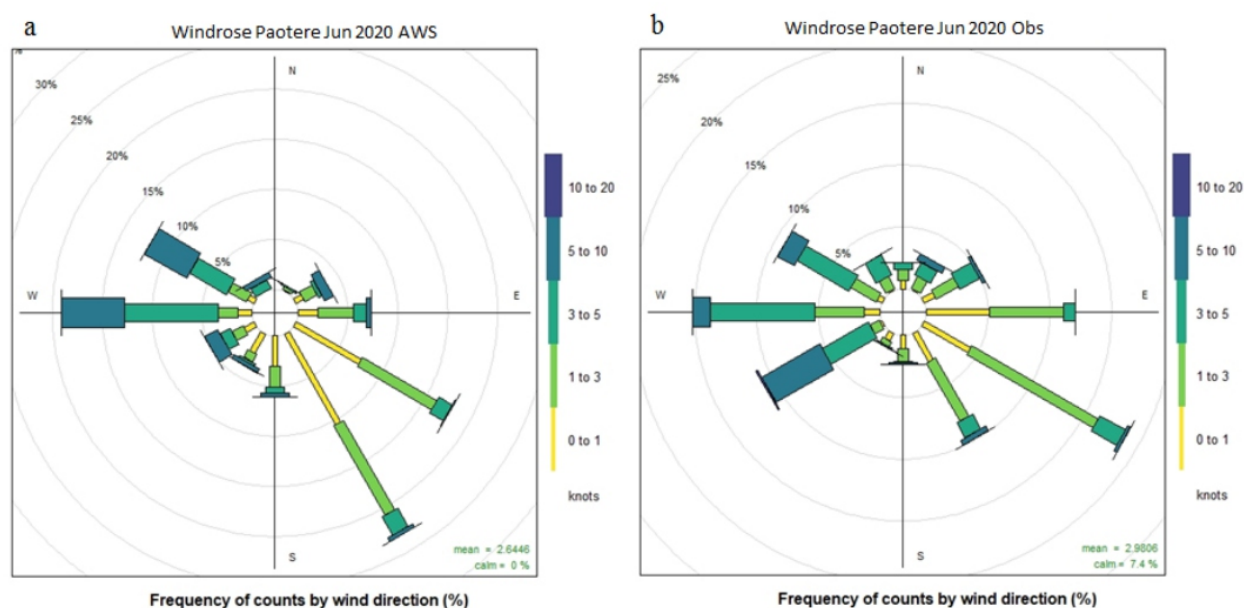 a
Windrose Paotere Jun 2020 AWS
%
30%
25%
20%
15%
10%
5%
N
W
E
S
10 to 20
5 to 10
3 to 5
1 to 3
0 to 1
knots
mean = 2.6446
calm = 0 %
Frequency of counts by wind direction (%)
b
Windrose Paotere Jun 2020 Obs
25%
20%
15%
10%
5%
N
W
E
S
10 to 20
5 to 10
3 to 5
1 to 3
0 to 1
knots
mean = 2.9806
calm = 7.4 %
Frequency of counts by wind direction (%)